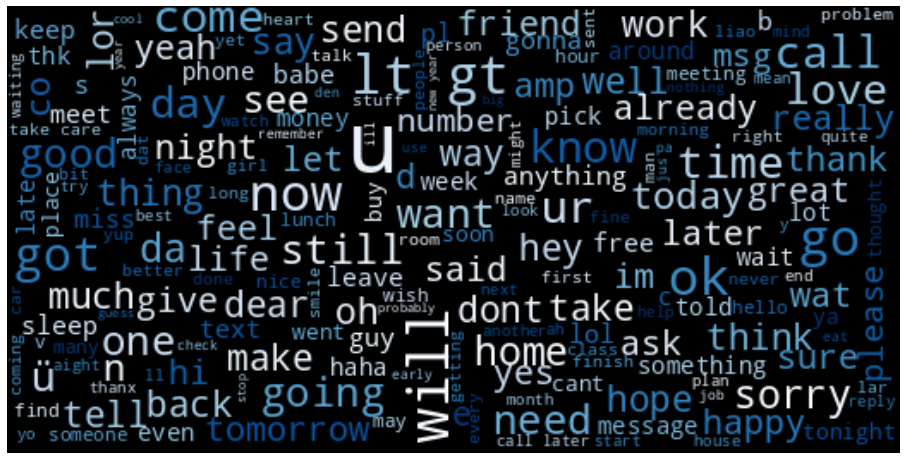 keep
lor
come
say
send
pl
friend
gonna
sent
work
liao
b
mind
problem
cool
heart
thk
yeah
yet
talk
person
hour
around
msg
call
waiting
co
s
phone
babe
stuff
lt
gt
amp
well
meeting
mean
love
always
day
see
den
people
new year
big
nothing
take care
meet
money
watch
remember
number
pick
already
really
good
dat
night
girl
let
u
ill
use
way
might
know
morning
right
quite
late
place
bit
try
face
long
d
week
anything
man
jus
pa
time
thank
thing
now
buy
want
name
look
ur
fine
today
great
miss
best
lunch
room
soon
lot
y
thought
got
yup
da
feel
life
still
hey
free
later
wait
go
better
done
nice
smile
leave
said
first
im
ok
never
end
car
guess
much
give
dear
wish
probably
oh
dont
take
next
c
told
help
hello
wat
please
sleep
v
many
one
text
went
guy
will
getting
another
ah
lol
ask
think
ya
eat
coming
ü
aight
n
ll
hi
check
make
haha
early
home
class
finish
something
sure
thanx
stop
going
yes
cant
plan
job
sorry
lar
reply
find
tell
back
may
e
every
month
need
hope
yo
someone
even
tomorrow
call later
message
start
house
happy
tonight
year